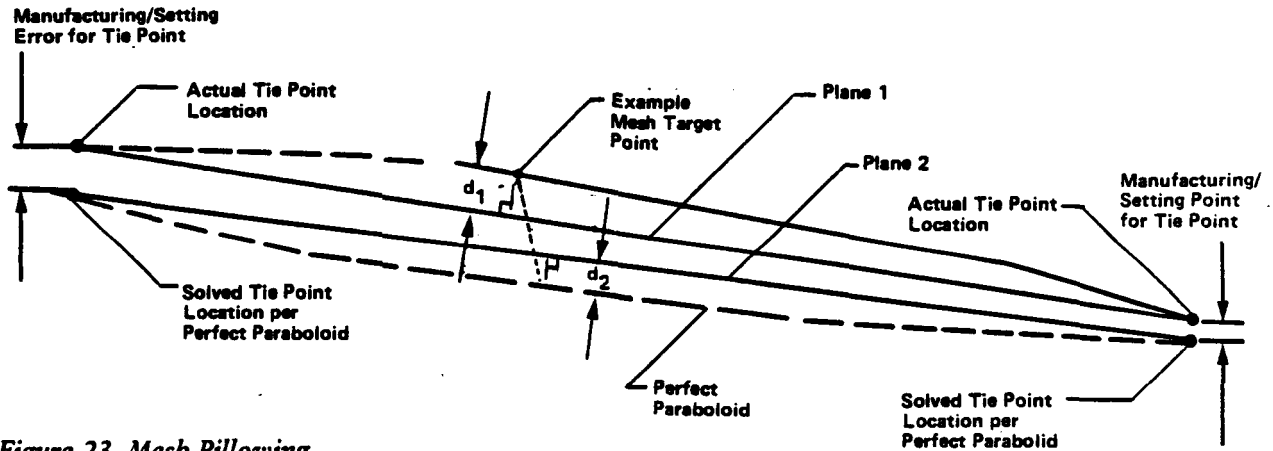 Manufacturing/Setting
Error for Tie Point
Actual Tie Point
Location
Example
Mesh Target
Point
Plane 1
Plane 2
Manufacturing/
Setting Point
for Tie Point
Actual Tie Point
Location
d1
d2
Solved Tie Point
Location per
Perfect Paraboloid
Perfect
Paraboloid
Solved Tie Point
Location per
Perfect Parabolid
Figure 23. Mesh Pillowing